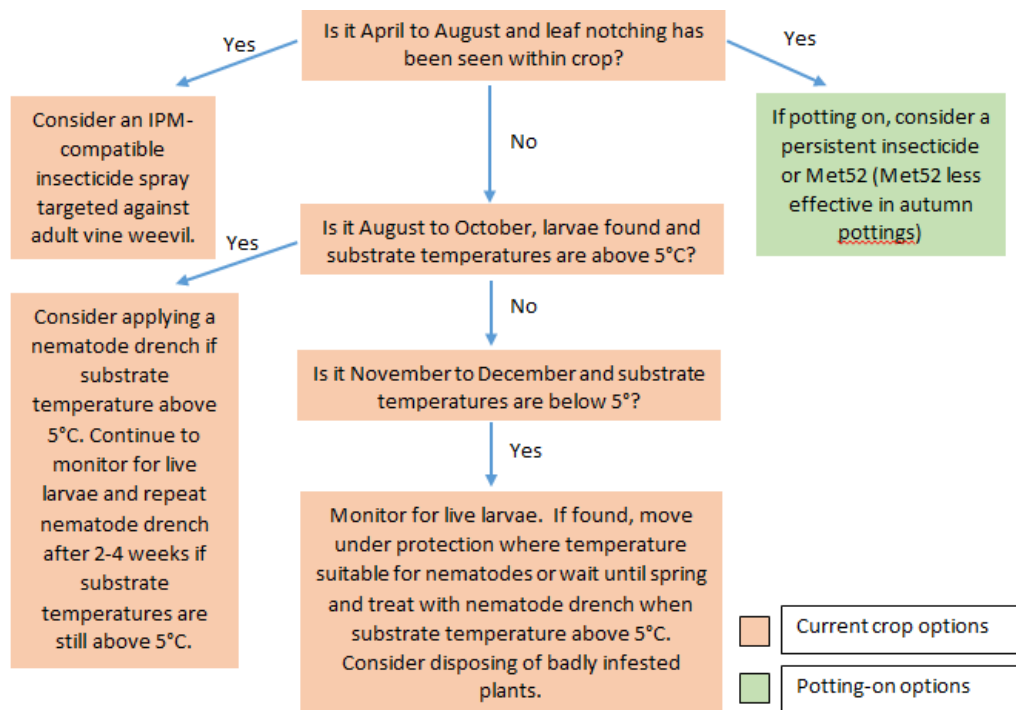 Is it April to August and leaf notching has
been seen within crop?
Yes
Yes
Consider an IPM-
compatible
insecticide spray
targeted against
adult vine weevil.
No
If potting on, consider a
persistent insecticide
or Met52 (Met52 less
effective in autumn
pottings)
Is it August to October, larvae found and
substrate temperatures are above 5°C?
Yes
Consider applying a
nematode drench if
substrate
temperature above
5°C. Continue to
monitor for live
larvae and repeat
nematode drench
after 2-4 weeks if
substrate
temperatures are
still above 5°C.
No
Is it November to December and substrate
temperatures are below 5°?
Yes
Monitor for live larvae.  If found, move
under protection where temperature
suitable for nematodes or wait until spring
and treat with nematode drench when
substrate temperature above 5°C.
Consider disposing of badly infested
plants.
Current crop options
Potting-on options